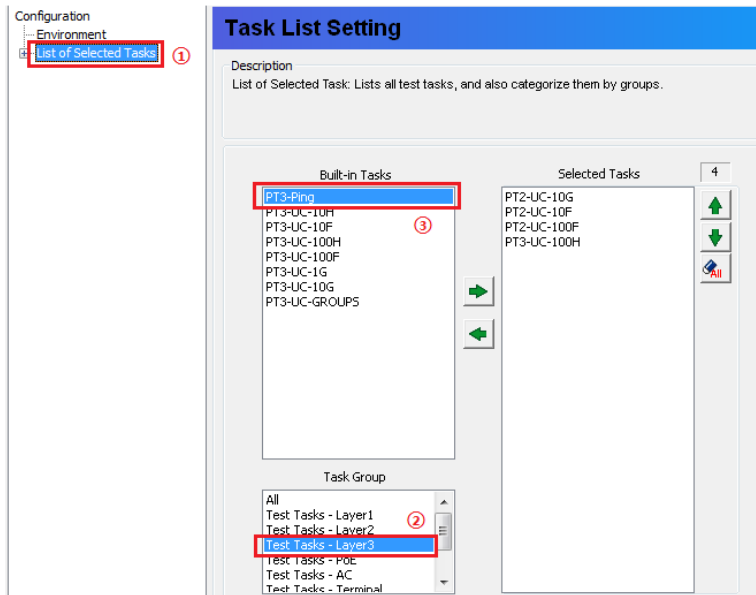 Configuration
Environment
List of Selected Tasks
①
Task List Setting
Description
List of Selected Task: Lists all test tasks, and also categorize them by groups.
Built-in Tasks
PT3-Ping
PT3-UC-10H
PT3-UC-10F
③
PT3-UC-100H
PT3-UC-100F
PT3-UC-1G
PT3-UC-10G
PT3-UC-GROUPS
Selected Tasks
4
PT2-UC-10G
PT2-UC-10F
PT2-UC-100F
PT3-UC-100H
All
Task Group
All
Test Tasks - Layer1
Test Tasks - Layer2
②
Test Tasks - Layer3
Test Tasks - PoE
Test Tasks - AC
Test Tasks - Terminal